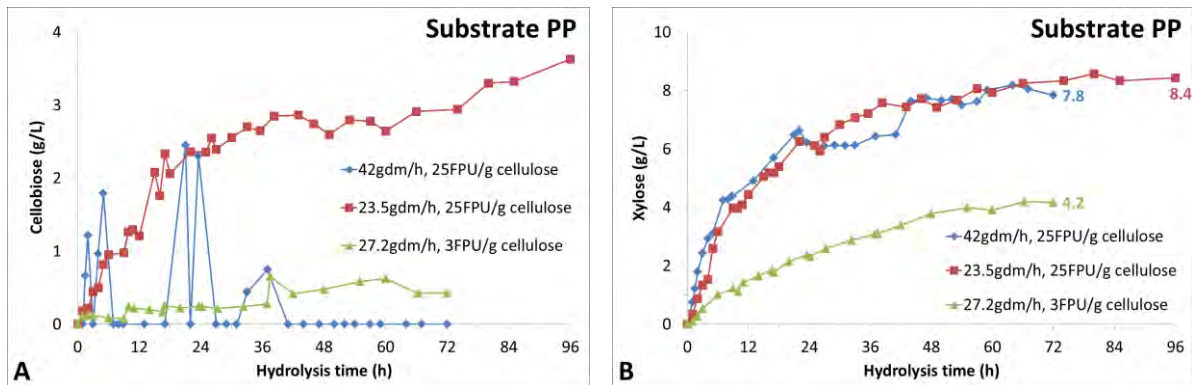 Substrate PP
4
3
2
1
0
Cellobiose (g/L)
42gdm/h, 25FPU/g cellulose
23.5gdm/h, 25FPU/g cellulose
27.2gdm/h, 3FPU/g cellulose
0 12 24 36 48 60 72 84 96
Hydrolysis time (h)
A
Substrate PP
10
8
6
4
2
0
Xylose (g/L)
7.8
8.4
4.2
42gdm/h, 25FPU/g cellulose
23.5gdm/h, 25FPU/g cellulose
27.2gdm/h, 3FPU/g cellulose
0 12 24 36 48 60 72 84 96
Hydrolysis time (h)
B